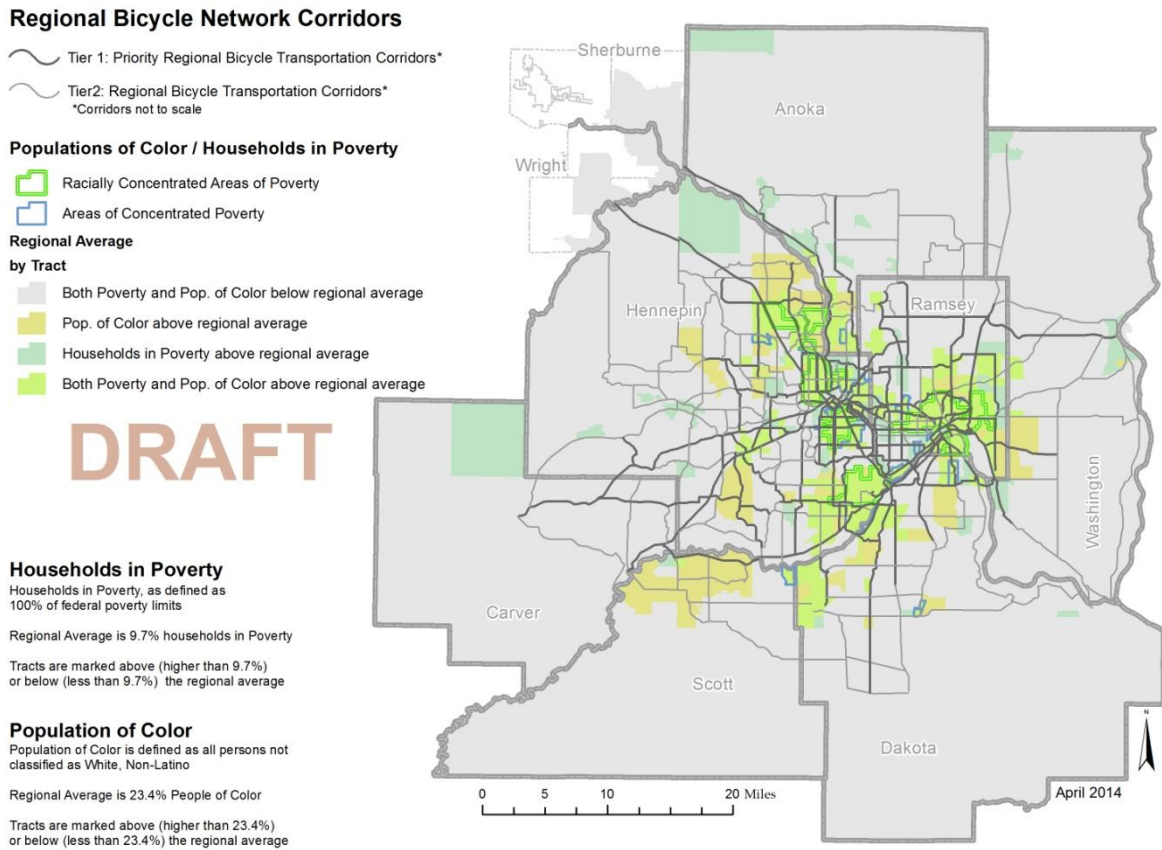 Regional Bicycle Network Corridors
Tier 1: Priority Regional Bicycle Transportation Corridors*
Tier2: Regional Bicycle Transportation Corridors*
*Corridors not to scale
Populations of Color / Households in Poverty
Racially Concentrated Areas of Poverty
Areas of Concentrated Poverty
Regional Average
by Tract
Both Poverty and Pop. of Color below regional average
Pop. of Color above regional average
Households in Poverty above regional average
Both Poverty and Pop. of Color above regional average
DRAFT
Households in Poverty
Households in Poverty, as defined as
100% of federal poverty limits
Regional Average is 9.7% households in Poverty
Tracts are marked above (higher than 9.7%)
or below (less than 9.7%) the regional average
Population of Color
Population of Color is defined as all persons not
classified as White, Non-Latino
Regional Average is 23.4% People of Color
Tracts are marked above (higher than 23.4%)
or below (less than 23.4%) the regional average
Sherburne
Anoka
Wright
Hennepin
Ramsey
Washington
Carver
Scott
Dakota
N
April 2014
0 5 10 20 Miles